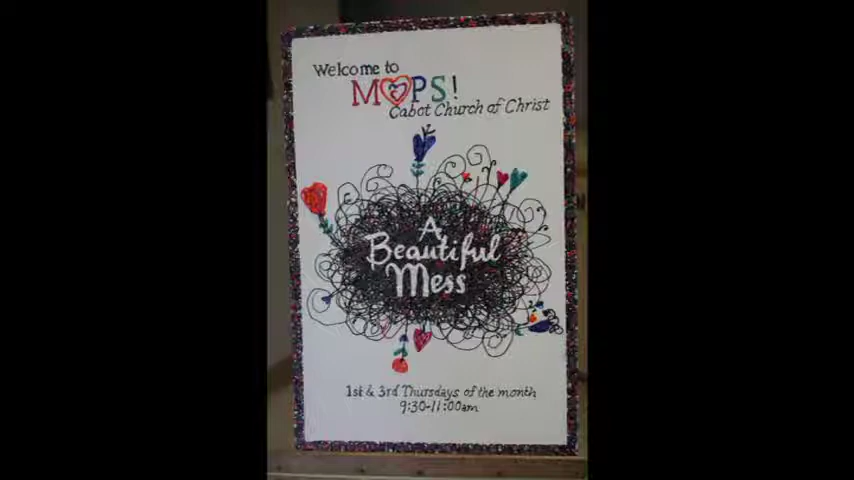 Welcome to
MOPS!
Cabot Church of Christ
A
Beautiful
Mess
1st & 3rd Thursdays of the month
9:30-11:00am